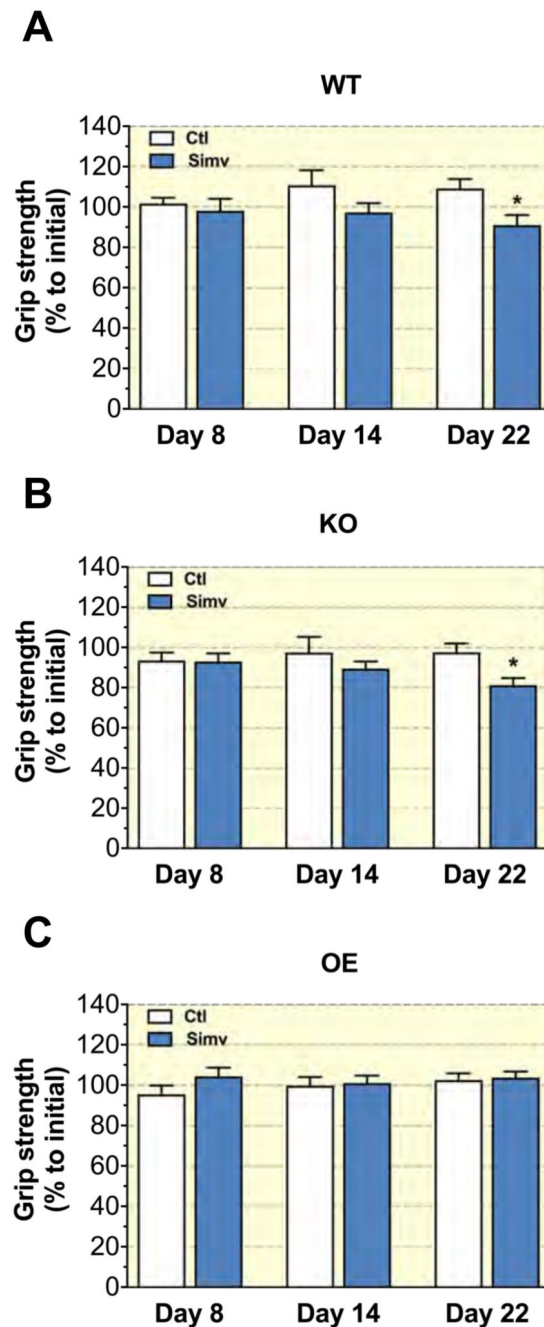 A
WT
Grip strength
(% to initial)
140
120
100
80
60
40
20
0
Ctl
Simv
*
Day 8 Day 14 Day 22
B
KO
Grip strength
(% to initial)
140
120
100
80
60
40
20
0
Ctl
Simv
*
Day 8 Day 14 Day 22
C
OE
Grip strength
(% to initial)
140
120
100
80
60
40
20
0
Ctl
Simv
Day 8 Day 14 Day 22